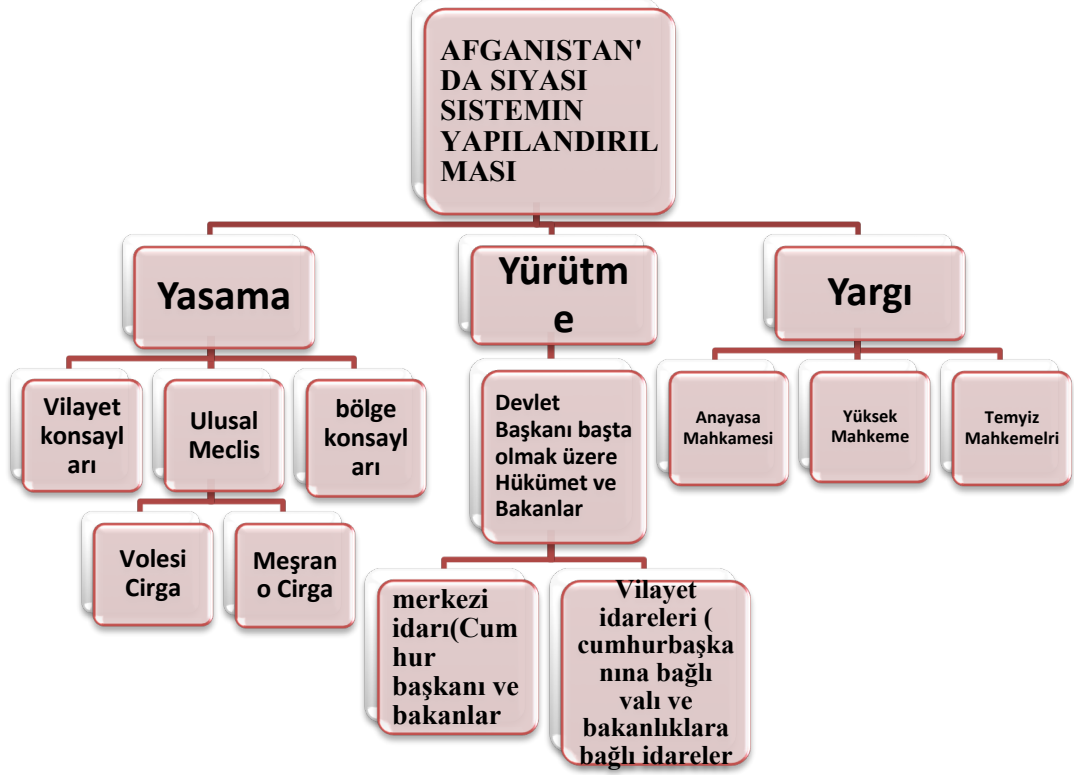 AFGANISTAN'
DA SIYASI
SISTEMIN
YAPILANDIRIL
MASI
Yasama
Yürütm
e
Yargı
Vilayet
konsayl
arı
Ulusal
Meclis
bölge
konsayl
arı
Devlet
Başkanı başta
olmak üzere
Hükümet ve
Bakanlar
Anayasa
Mahkamesi
Yüksek
Mahkeme
Temyiz
Mahkemelri
Volesi
Cirga
Meşran
o Cirga
merkezi
idarı(Cum
hur
başkanı ve
bakanlar
Vilayet
idareleri (
cumhurbaşka
nına bağlı
valı ve
bakanlıklara
bağlı idareler